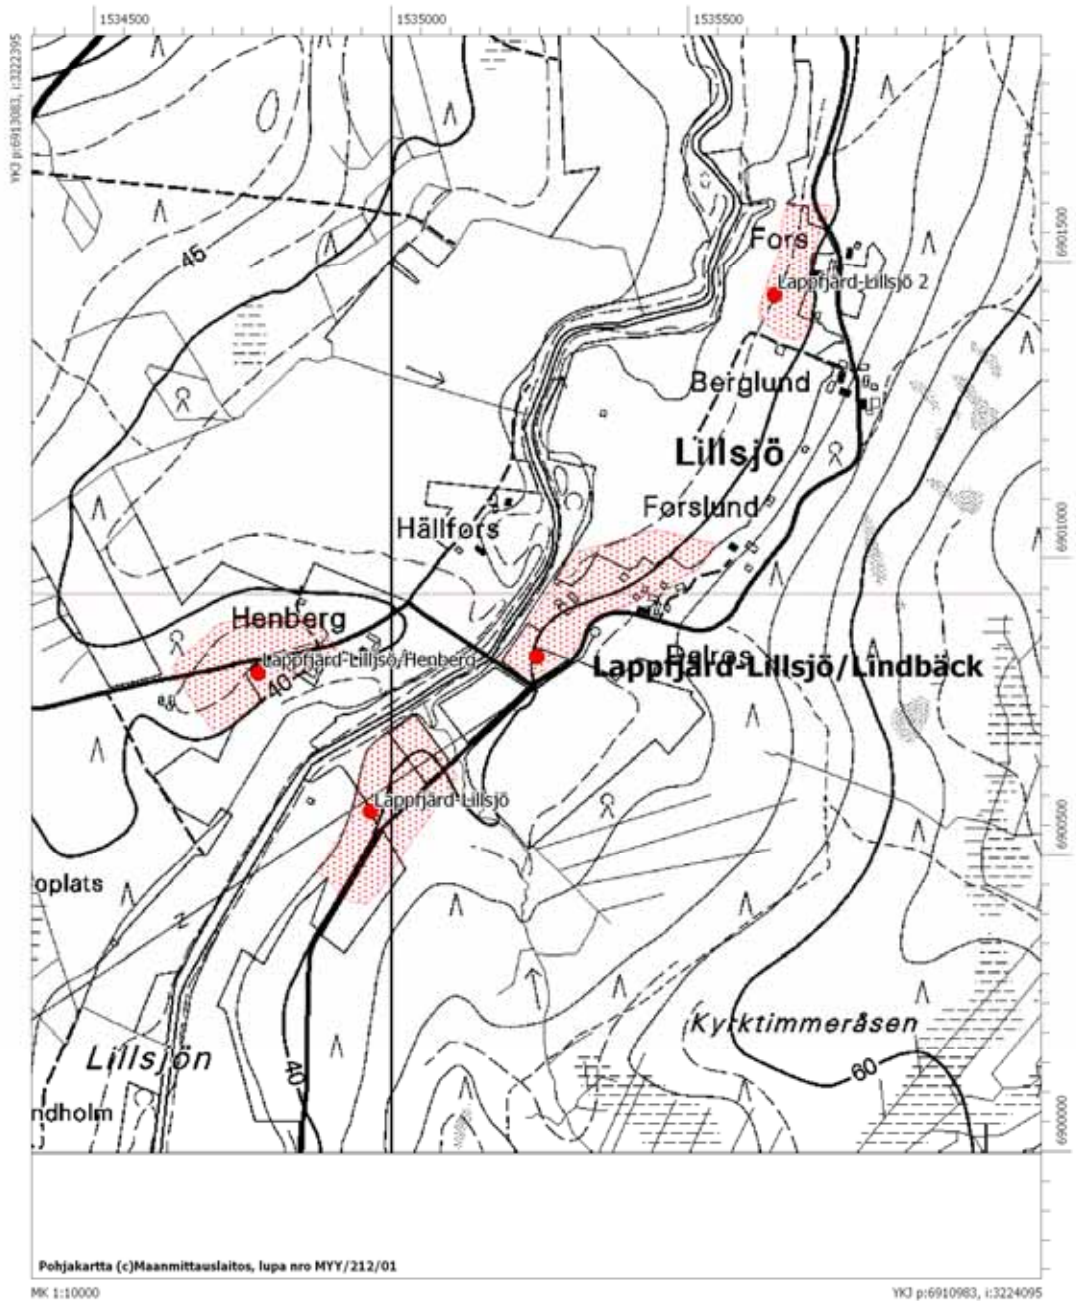 1534500
1535000
1535500
YKJ p:6913083, i:3222395
45
Fors
6901500
Lappfjärd-Lillsjö 2
Berglund
Lillsjö
Forslund
Hällfors
6901000
Henberg
Lappfjärd-Lilljsö/Henberg
40
Lappfjärd-Lillsjö/Lindbäck
Lappfjärd-Lillsjö
6900500
oplats
Kyrktimmeråsen
Lillsjön
40
60
ndholm
6900000
Pohjakartta (c)Maanmittauslaitos, lupa nro MYY/212/01
MK 1:10000
YKJ p:6910983, i:3224095